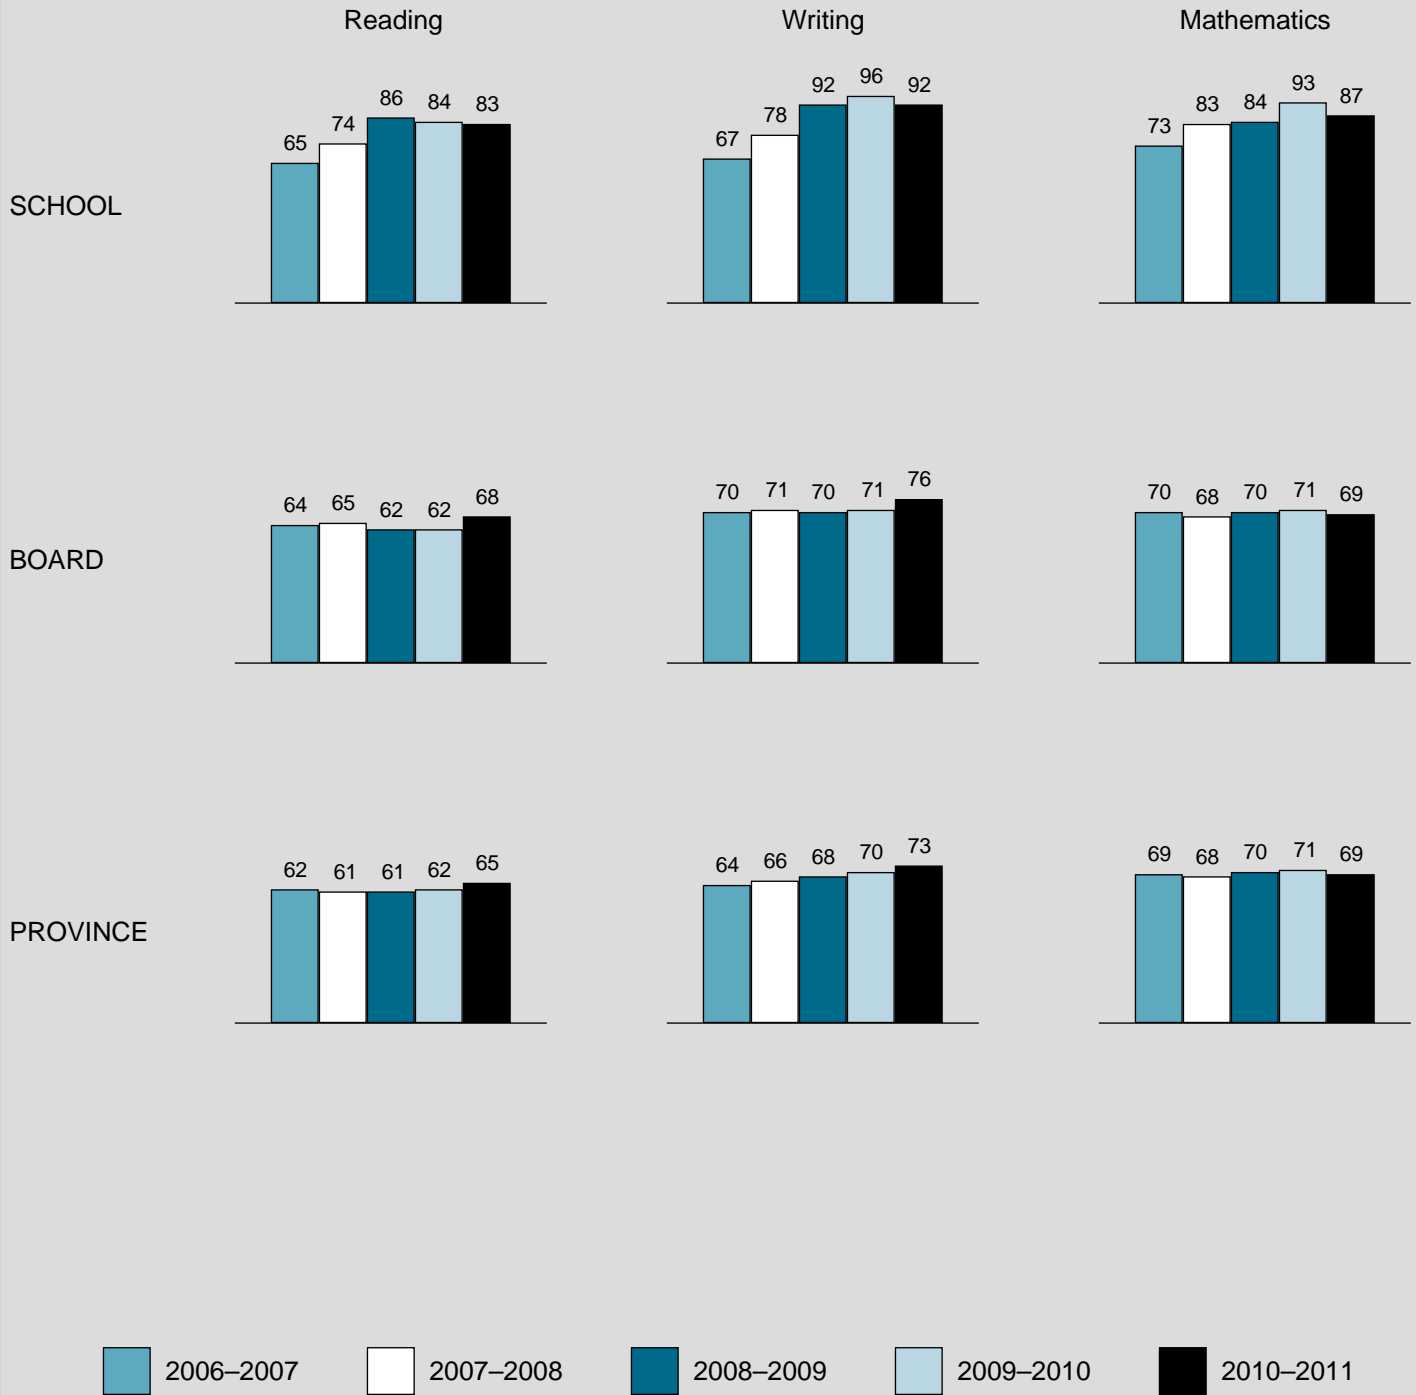 Reading Writing Mathematics
SCHOOL
65 74 86 84 83
67 78 92 96 92
73 83 84 93 87
BOARD
64 65 62 62 68
70 71 70 71 76
70 68 70 71 69
PROVINCE
62 61 61 62 65
64 66 68 70 73
69 68 70 71 69
2006–2007 2007–2008 2008–2009 2009–2010 2010–2011